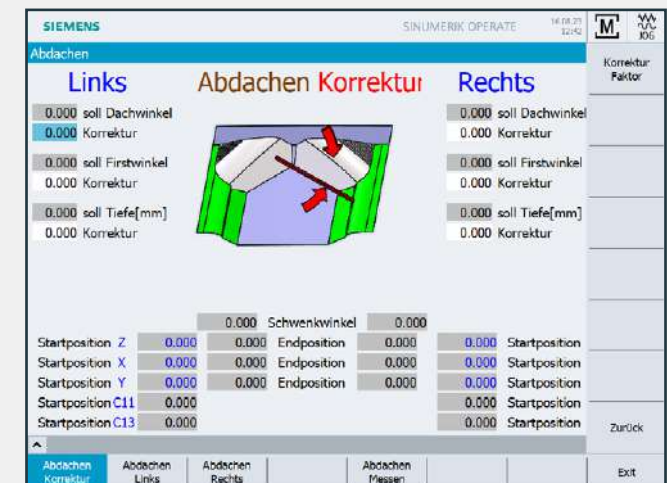 SIEMENS SINUMERIK OPERATE 16.08.23 12:42 M JOG
Abdachen
Links Abdachen Korrektur Rechts
Korrektur Faktor
0.000 soll Dachwinkel 0.000 soll Dachwinkel
0.000 Korrektur 0.000 Korrektur
0.000 soll Firstwinkel 0.000 soll Firstwinkel
0.000 Korrektur 0.000 Korrektur
0.000 soll Tiefe[mm] 0.000 soll Tiefe[mm]
0.000 Korrektur 0.000 Korrektur
0.000 Schwenkwinkel 0.000
Startposition Z 0.000 0.000 Endposition 0.000 0.000 Startposition
Startposition X 0.000 0.000 Endposition 0.000 0.000 Startposition
Startposition Y 0.000 0.000 Endposition 0.000 0.000 Startposition
Startposition C11 0.000 0.000 Startposition
Startposition C13 0.000 0.000 Startposition
Zurück
Abdachen Korrektur Abdachen Links Abdachen Rechts Abdachen Messen Exit